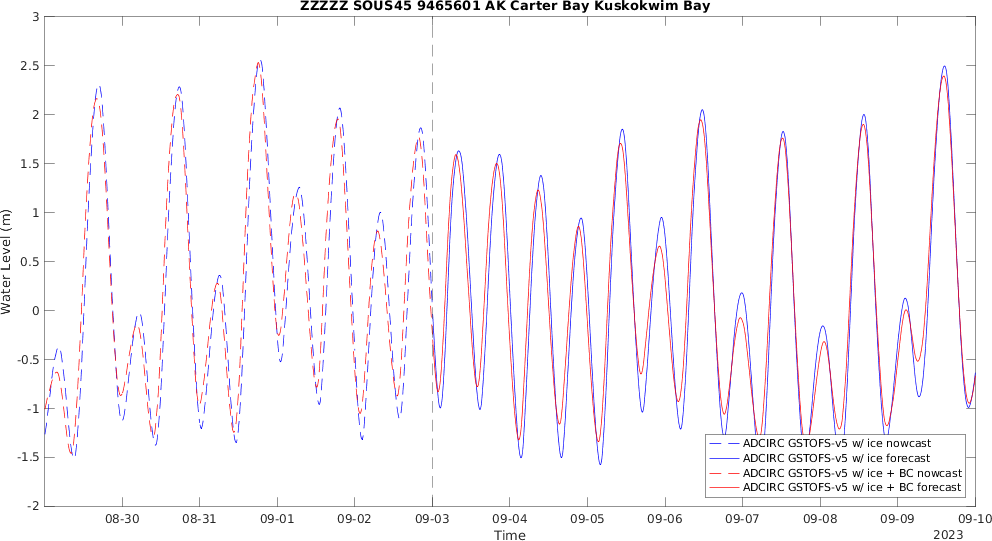 ZZZZZ SOUS45 9465601 AK Carter Bay Kuskokwim Bay
3
2.5
2
1.5
1
0.5
0
-0.5
-1
-1.5
-2
Water Level (m)
ADCIRC GSTOFS-v5 w/ ice nowcast
ADCIRC GSTOFS-v5 w/ ice forecast
ADCIRC GSTOFS-v5 w/ ice + BC nowcast
ADCIRC GSTOFS-v5 w/ ice + BC forecast
08-30 08-31 09-01 09-02 09-03 09-04 09-05 09-06 09-07 09-08 09-09 09-10
Time
2023